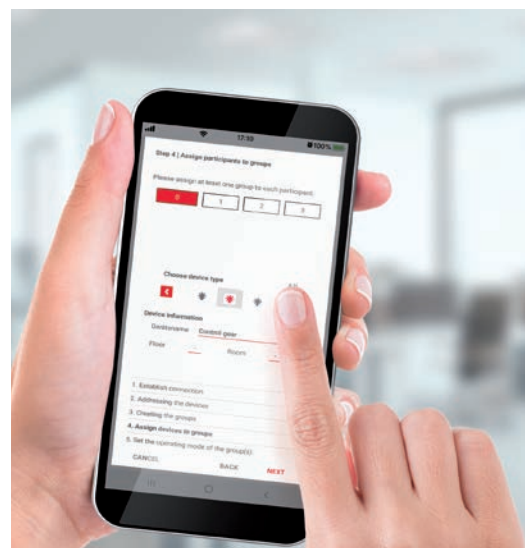 17:10 100%
Step 4 | Assign participants to groups
Please assign at least one group to each participant.
0 1 2 3
Choose device type
Device information
Gerätename Control gear
Floor Room
1. Establish connection
2. Addressing the devices
3. Creating the groups
4. Assign devices to groups
5. Set the operating mode of the group(s)
CANCEL BACK NEXT